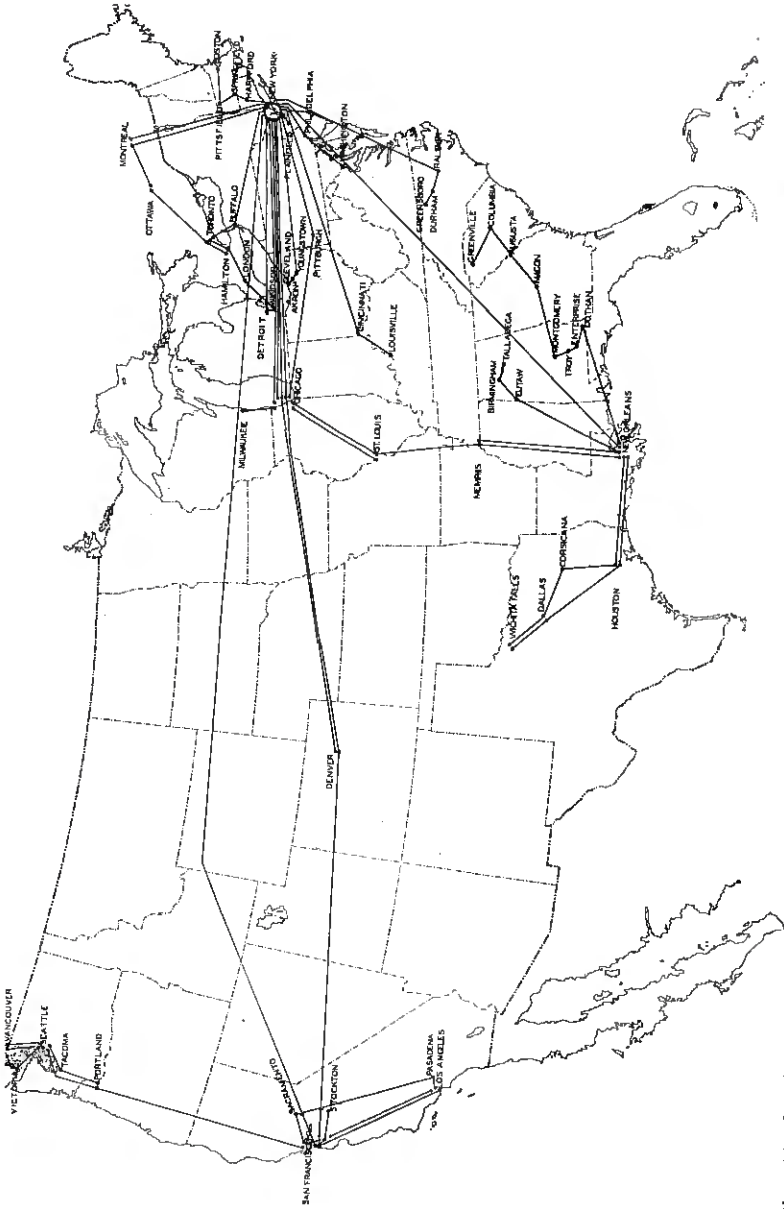 VANCOUVER
VICTORIA
SEATTLE
TACOMA
PORTLAND
SACRAMENTO
STOCKTON
SAN FRANCISCO
PASADENA
LOS ANGELES
DENVER
WICHITA FALLS
DALLAS
CORSICANA
HOUSTON
NEW ORLEANS
MEMPHIS
ST. LOUIS
MILWAUKEE
CHICAGO
DETROIT
WINDSOR
LONDON
HAMILTON
TORONTO
BUFFALO
OTTAWA
MONTREAL
CLEVELAND
AKRON
YOUNGSTOWN
PITTSBURGH
CINCINNATI
LOUISVILLE
BIRMINGHAM
TALLADEGA
EUTAW
MONTGOMERY
TROY
ENTERPRISE
DOTHAN
MACON
AUGUSTA
COLUMBIA
GREENVILLE
GREENSBORO
DURHAM
RALEIGH
WASHINGTON
PHILADELPHIA
NEW YORK
HARTFORD
SPRINGFIELD
BOSTON
PITTSFIELD